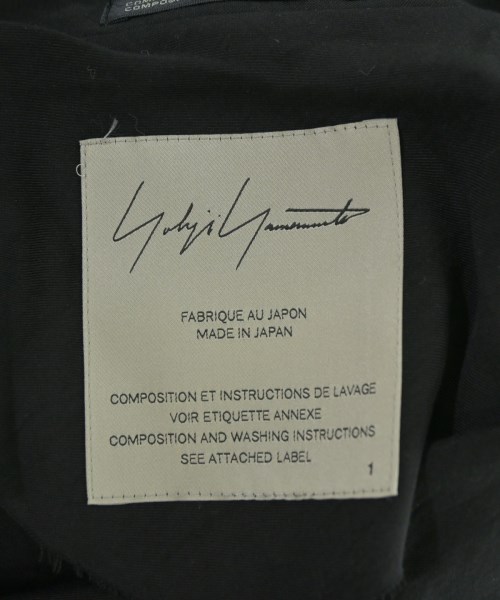 COMPOSI
Yohji Yamamoto
FABRIQUE AU JAPON
MADE IN JAPAN
COMPOSITION ET INSTRUCTIONS DE LAVAGE
VOIR ETIQUETTE ANNEXE
COMPOSITION AND WASHING INSTRUCTIONS
SEE ATTACHED LABEL
1